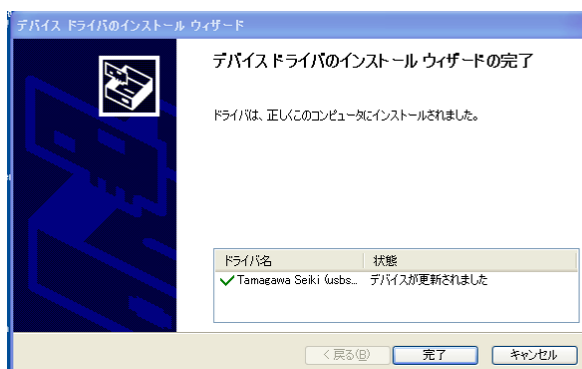 デバイス ドライバのインストール ウィザード
デバイス ドライバのインストール ウィザードの完了
ドライバは、正しくこのコンピュータにインストールされました。
ドライバ名 状態
Tamagawa Seiki (usbs... デバイスが更新されました
< 戻る(B) 完了 キャンセル